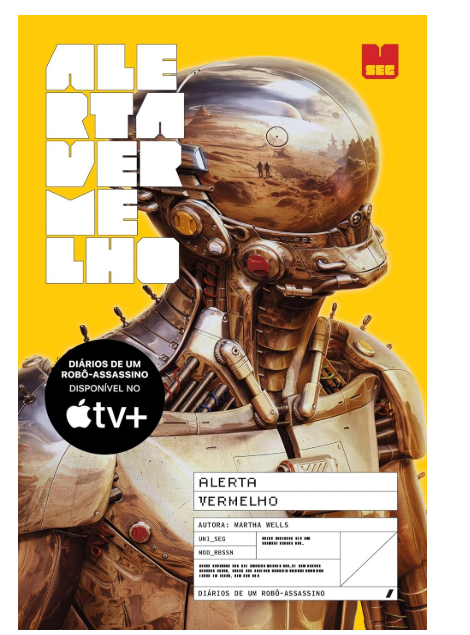 ALE
RTA
VER
ME
LHO
SEG
DIÁRIOS DE UM
ROBÔ-ASSASSINO
DISPONÍVEL NO
tv+
ALERTA
VERMELHO
AUTORA: MARTHA WELLS
UNI_SEG
MOD_RBSSN
DIÁRIOS DE UM ROBÔ-ASSASSINO